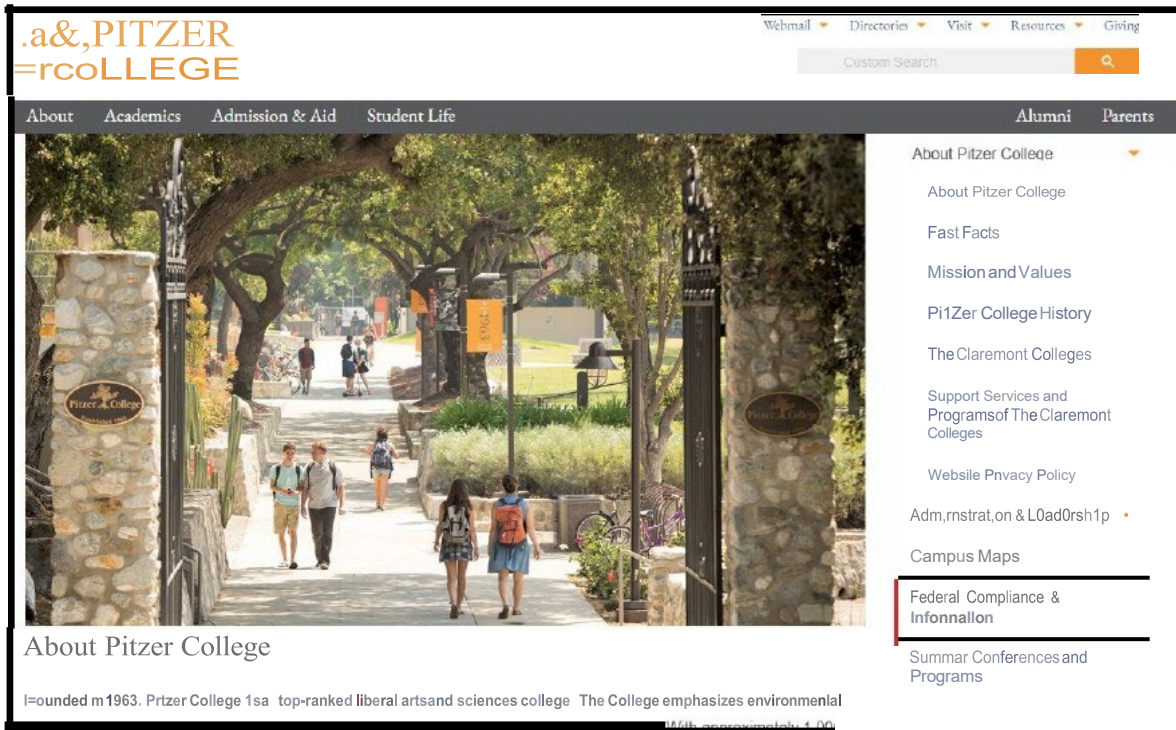 .a&,PITZER
=rcoLLEGE
Webmail Directories Visit Resources Giving
Custom Search
About Academics Admission & Aid Student Life Alumni Parents
1963
Pitzer College
Pitzer College
About Pitzer College
About Pitzer College
Fast Facts
Mission and Values
Pi1Zer College History
The Claremont Colleges
Support Services and
Programsof The Claremont
Colleges
Websile Pnvacy Policy
Adm,rnstrat,on & L0ad0rsh1p
Campus Maps
Federal Compliance &
Infonnallon
Summar Conferences and
Programs
About Pitzer College
l=ounded m 1963. Prtzer College 1sa top-ranked liberal artsand sciences college The College emphasizes environmenlal
With approximately